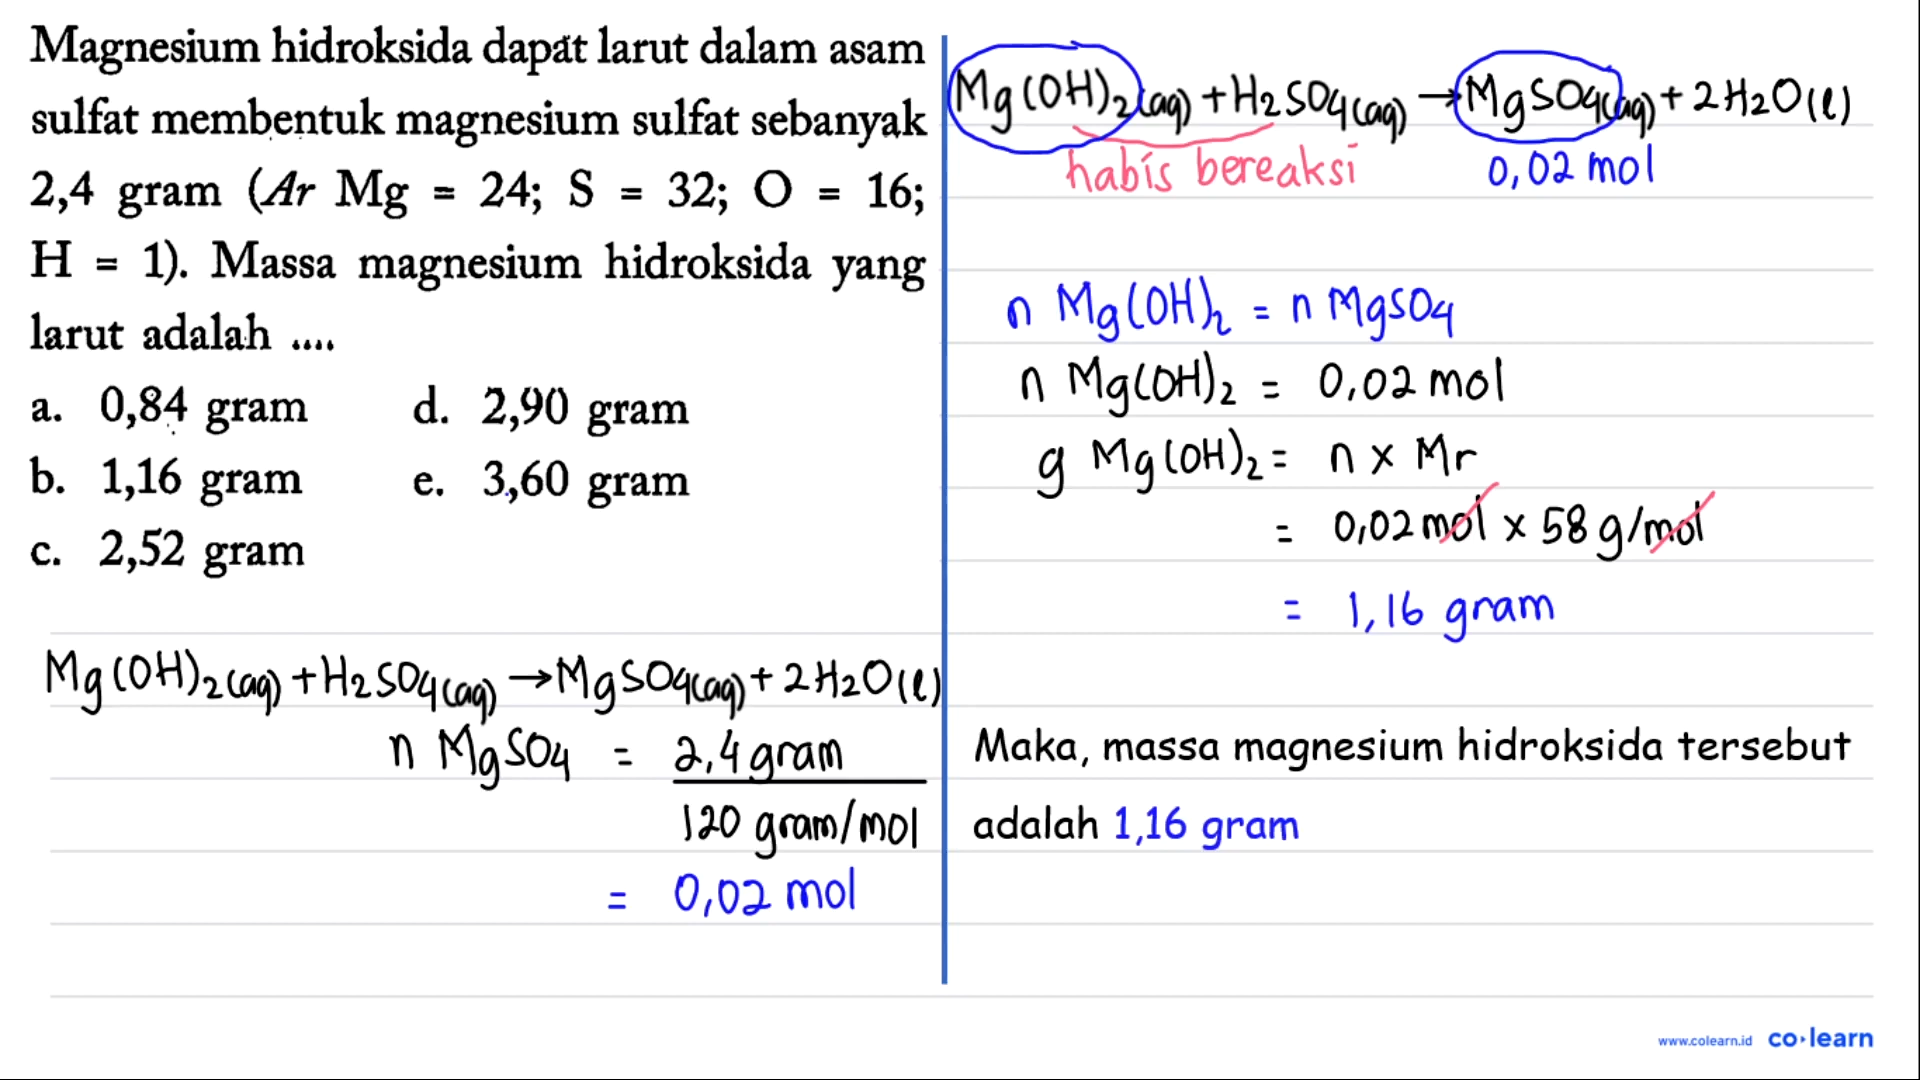 Magnesium hidroksida dapat larut dalam asam
sulfat membentuk magnesium sulfat sebanyak
2,4 gram (Ar Mg = 24; S = 32; O = 16;
H = 1). Massa magnesium hidroksida yang
larut adalah ....
a. 0,84 gram
b. 1,16 gram
c. 2,52 gram
d. 2,90 gram
e. 3,60 gram
Mg(OH)2(aq) + H2SO4(aq) → MgSO4(aq) + 2H2O(l)
n MgSO4 = 2,4 gram
120 gram/mol
= 0,02 mol
Mg(OH)2(aq) + H2SO4(aq) → MgSO4(aq) + 2H2O(l)
habis bereaksi 0,02 mol
n Mg(OH)2 = n MgSO4
n Mg(OH)2 = 0,02 mol
g Mg(OH)2 = n x Mr
= 0,02 mol x 58 g/mol
= 1,16 gram
Maka, massa magnesium hidroksida tersebut
adalah 1,16 gram
www.colearn.id co·learn